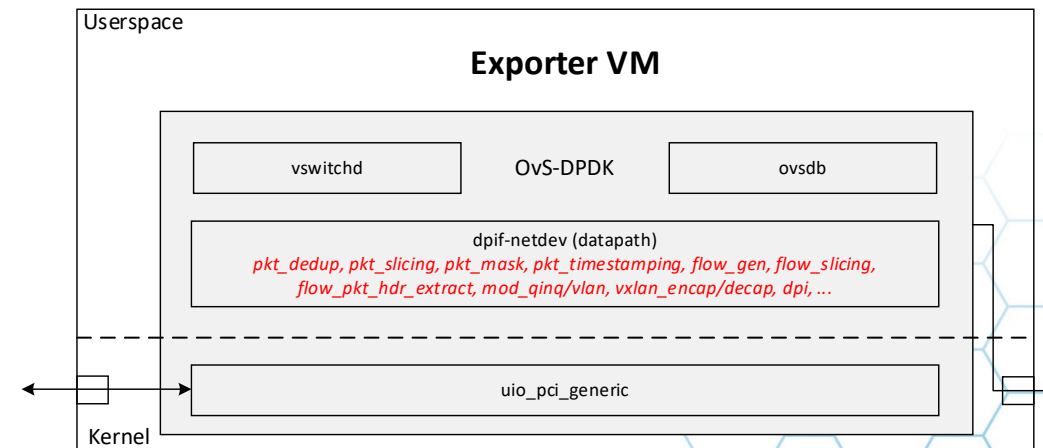 Userspace
Exporter VM
vswitchd
OvS-DPDK
ovsdb
dpif-netdev (datapath)
pkt_dedup, pkt_slicing, pkt_mask, pkt_timestamping, flow_gen, flow_slicing,
flow_pkt_hdr_extract, mod_qinq/vlan, vxlan_encap/decap, dpi, ...
uio_pci_generic
Kernel